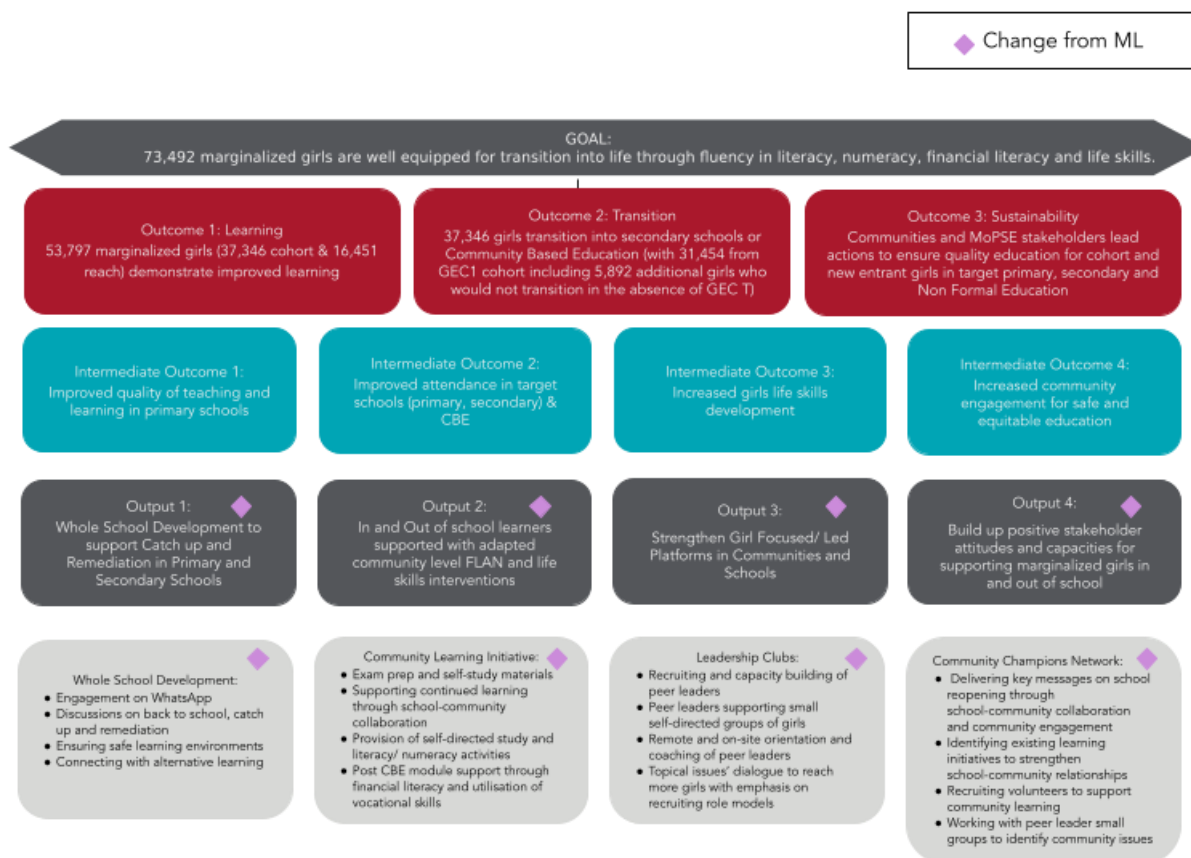 Change from ML
GOAL:
73,492 marginalized girls are well equipped for transition into life through fluency in literacy, numeracy, financial literacy and life skills.
Outcome 1: Learning
53,797 marginalized girls (37,346 cohort & 16,451
reach) demonstrate improved learning
Outcome 2: Transition
37,346 girls transition into secondary schools or
Community Based Education (with 31,454 from
GEC1 cohort including 5,892 additional girls who
would not transition in the absence of GEC T)
Outcome 3: Sustainability
Communities and MoPSE stakeholders lead
actions to ensure quality education for cohort and
new entrant girls in target primary, secondary and
Non Formal Education
Intermediate Outcome 1:
Improved quality of teaching and
learning in primary schools
Intermediate Outcome 2:
Improved attendance in target
schools (primary, secondary) &
CBE
Intermediate Outcome 3:
Increased girls life skills
development
Intermediate Outcome 4:
Increased community
engagement for safe and
equitable education
Output 1:
Whole School Development to
support Catch up and
Remediation in Primary and
Secondary Schools
Output 2:
In and Out of school learners
supported with adapted
community level FLAN and life
skills interventions
Output 3:
Strengthen Girl Focused/ Led
Platforms in Communities and
Schools
Output 4:
Build up positive stakeholder
attitudes and capacities for
supporting marginalized girls in
and out of school
Whole School Development:
● Engagement on WhatsApp
● Discussions on back to school, catch
up and remediation
● Ensuring safe learning environments
● Connecting with alternative learning
Community Learning Initiative:
● Exam prep and self-study materials
● Supporting continued learning
through school-community
collaboration
● Provision of self-directed study and
literacy/ numeracy activities
● Post CBE module support through
financial literacy and utilisation of
vocational skills
Leadership Clubs:
● Recruiting and capacity building of
peer leaders
● Peer leaders supporting small
self-directed groups of girls
● Remote and on-site orientation and
coaching of peer leaders
● Topical issues' dialogue to reach
more girls with emphasis on
recruiting role models
Community Champions Network:
● Delivering key messages on school
reopening through
school-community collaboration
and community engagement
● Identifying existing learning
initiatives to strengthen
school-community relationships
● Recruiting volunteers to support
community learning
● Working with peer leader small
groups to identify community issues